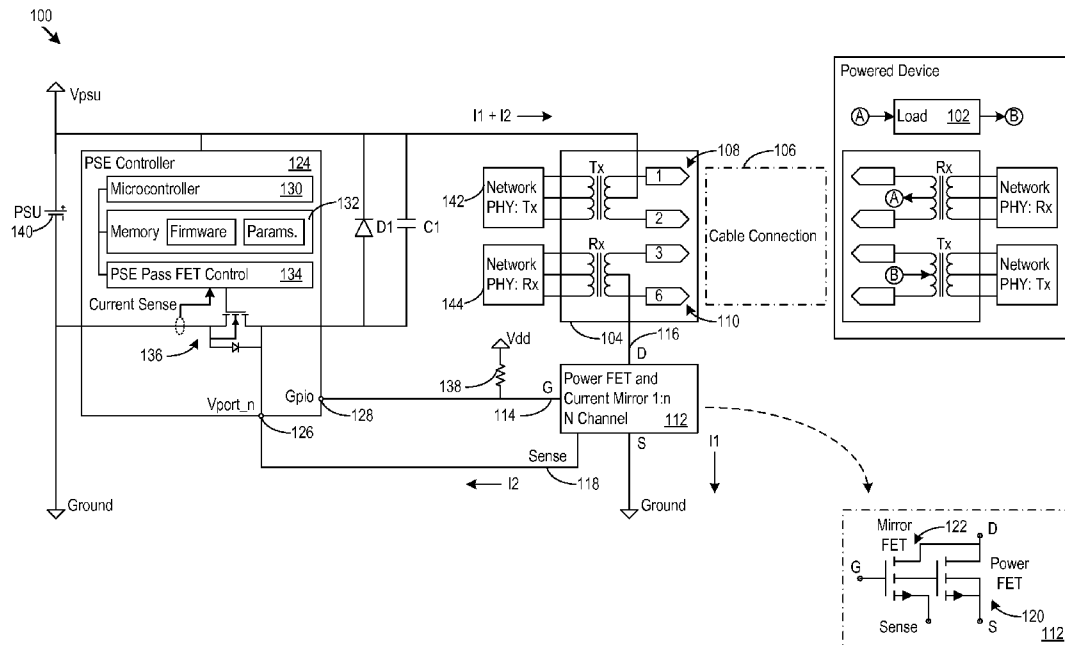 100
Vpsu
I1 + I2
PSE Controller
124
Microcontroller
130
132
Memory
Firmware
Params.
PSE Pass FET Control
134
Current Sense
136
PSU
140
D1
C1
Vport_n
126
Gpio
128
Ground
142
Network
PHY: Tx
144
Network
PHY: Rx
Tx
Rx
1
2
3
6
108
110
104
106
Cable Connection
116
D
Vdd
138
G
114
Power FET and
Current Mirror 1:n
N Channel
112
S
Sense
118
I2
I1
Ground
Powered Device
A
Load
102
B
Rx
A
Network
PHY: Rx
Tx
B
Network
PHY: Tx
Mirror
FET
122
D
G
Power
FET
120
Sense
S
112